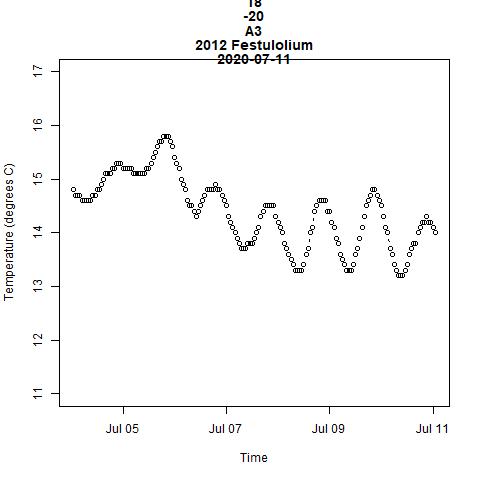 18
-20
A3
2012 Festulolium
2020-07-11
17
16
15
14
13
12
11
Temperature (degrees C)
Jul 05
Jul 07
Jul 09
Jul 11
Time